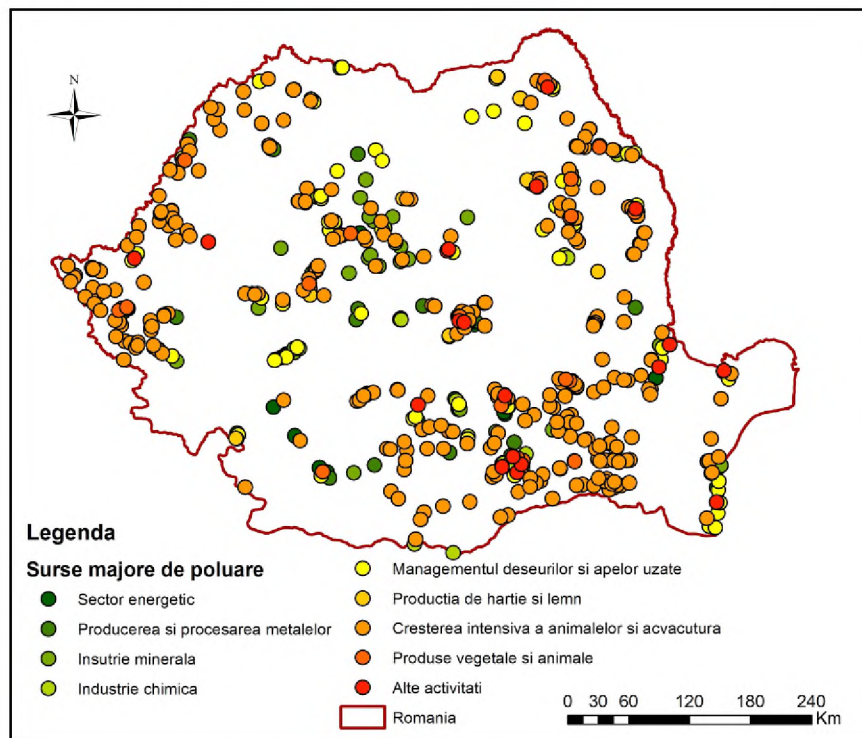 N
Legenda
Surse majore de poluare
Sector energetic
Producerea si procesarea metalelor
Insutrie minerala
Industrie chimica
Managementul deseurilor si apelor uzate
Productia de hartie si lemn
Cresterea intensiva a animalelor si acvacutura
Produse vegetale si animale
Alte activitati
Romania
0 30 60 120 180 240
Km